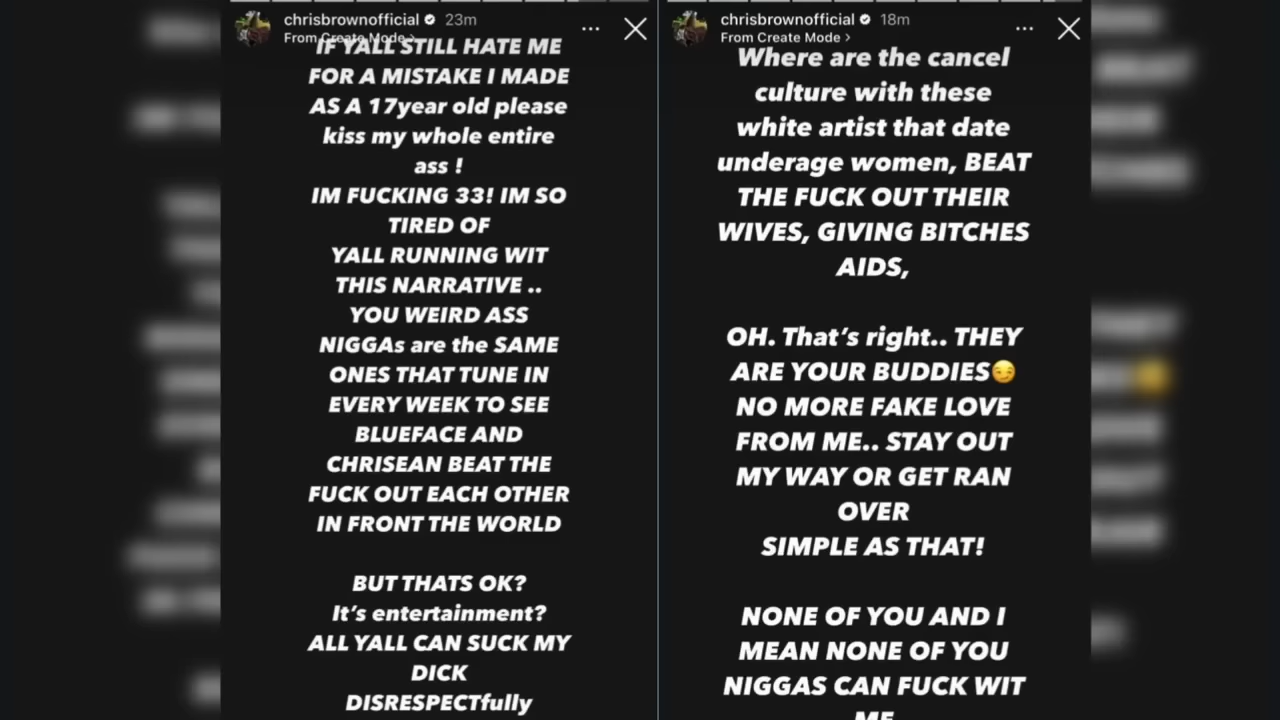 chrisbrownofficial 23m
From Create Mode >
IF YALL STILL HATE ME
FOR A MISTAKE I MADE
AS A 17year old please
kiss my whole entire
ass !
IM FUCKING 33! IM SO
TIRED OF
YALL RUNNING WIT
THIS NARRATIVE ..
YOU WEIRD ASS
NIGGAs are the SAME
ONES THAT TUNE IN
EVERY WEEK TO SEE
BLUEFACE AND
CHRISEAN BEAT THE
FUCK OUT EACH OTHER
IN FRONT THE WORLD
BUT THATS OK?
It's entertainment?
ALL YALL CAN SUCK MY
DICK
DISRESPECTfully
chrisbrownofficial 18m
From Create Mode >
Where are the cancel
culture with these
white artist that date
underage women, BEAT
THE FUCK OUT THEIR
WIVES, GIVING BITCHES
AIDS,
OH. That's right.. THEY
ARE YOUR BUDDIES😏
NO MORE FAKE LOVE
FROM ME.. STAY OUT
MY WAY OR GET RAN
OVER
SIMPLE AS THAT!
NONE OF YOU AND I
MEAN NONE OF YOU
NIGGAS CAN FUCK WIT
ME